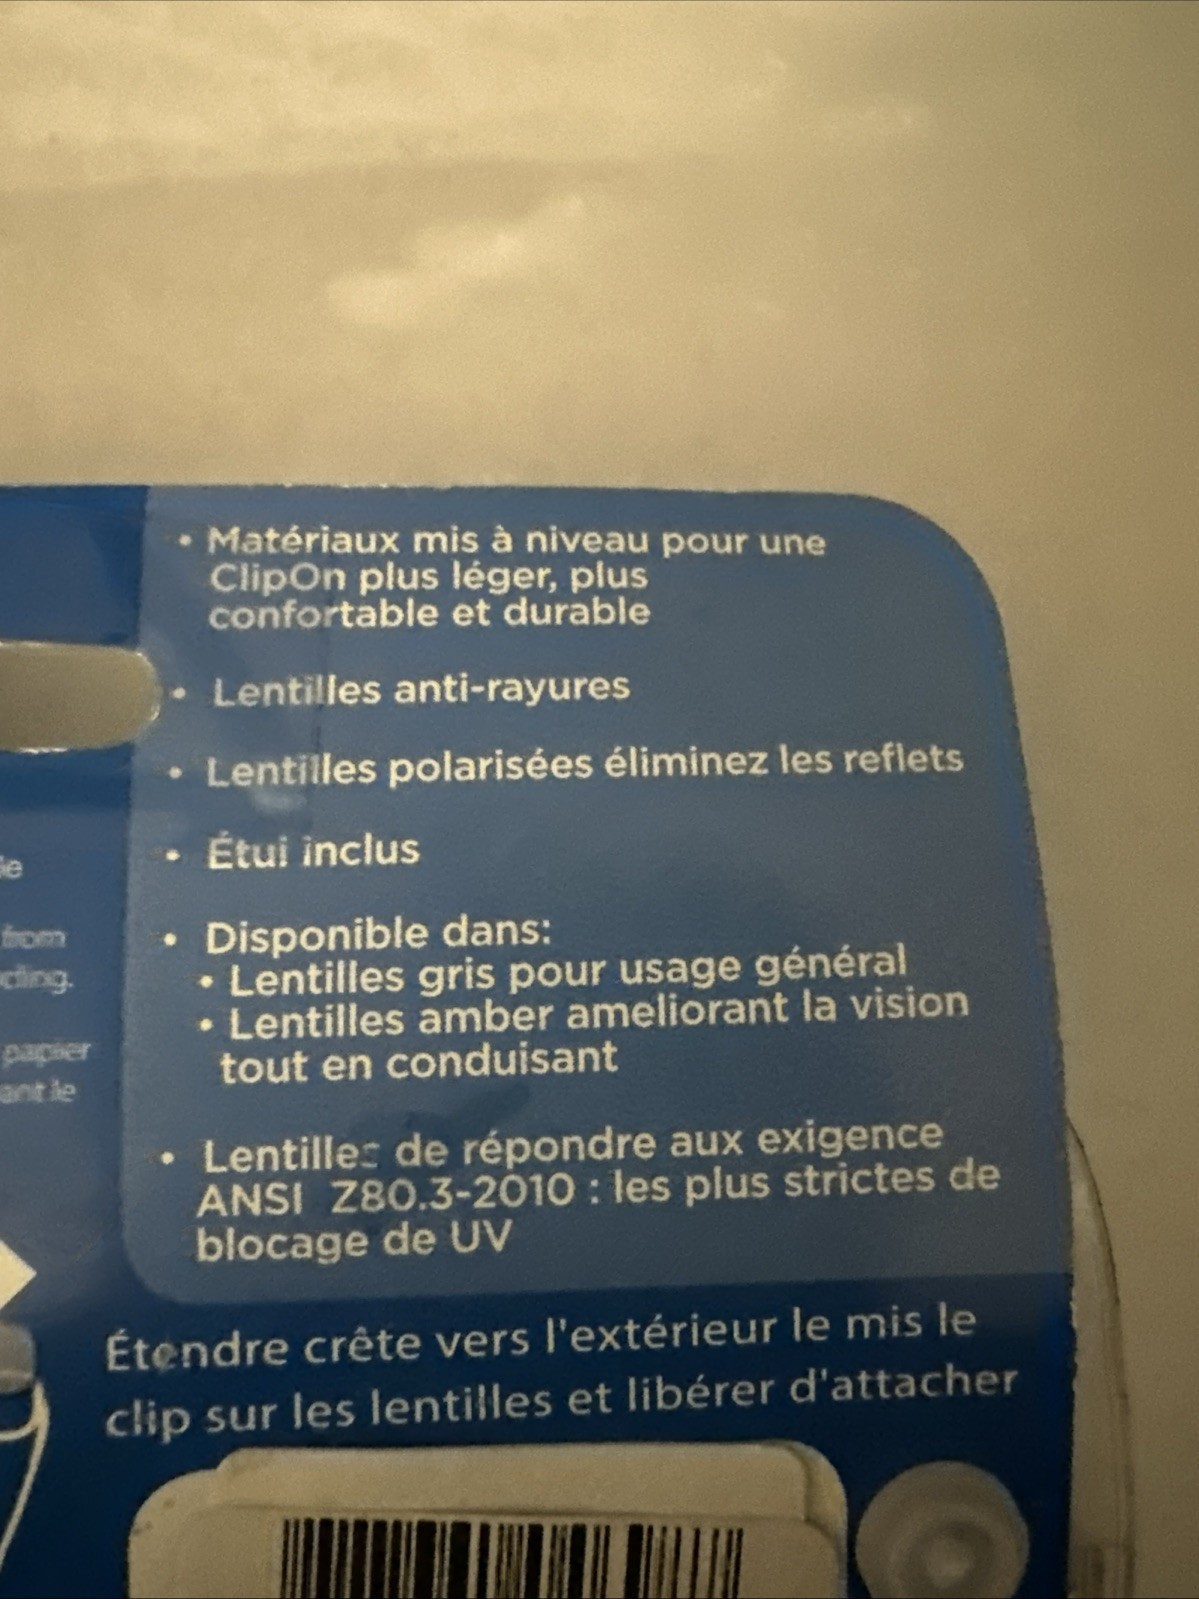 • Matériaux mis à niveau pour une
ClipOn plus léger, plus
confortable et durable
• Lentilles anti-rayures
• Lentilles polarisées éliminez les reflets
• Étui inclus
• Disponible dans:
• Lentilles gris pour usage général
• Lentilles amber ameliorant la vision
tout en conduisant
• Lentilles de répondre aux exigence
ANSI Z80.3-2010 : les plus strictes de
blocage de UV
from
papier
Étendre crête vers l'extérieur le mis le
clip sur les lentilles et libérer d'attacher